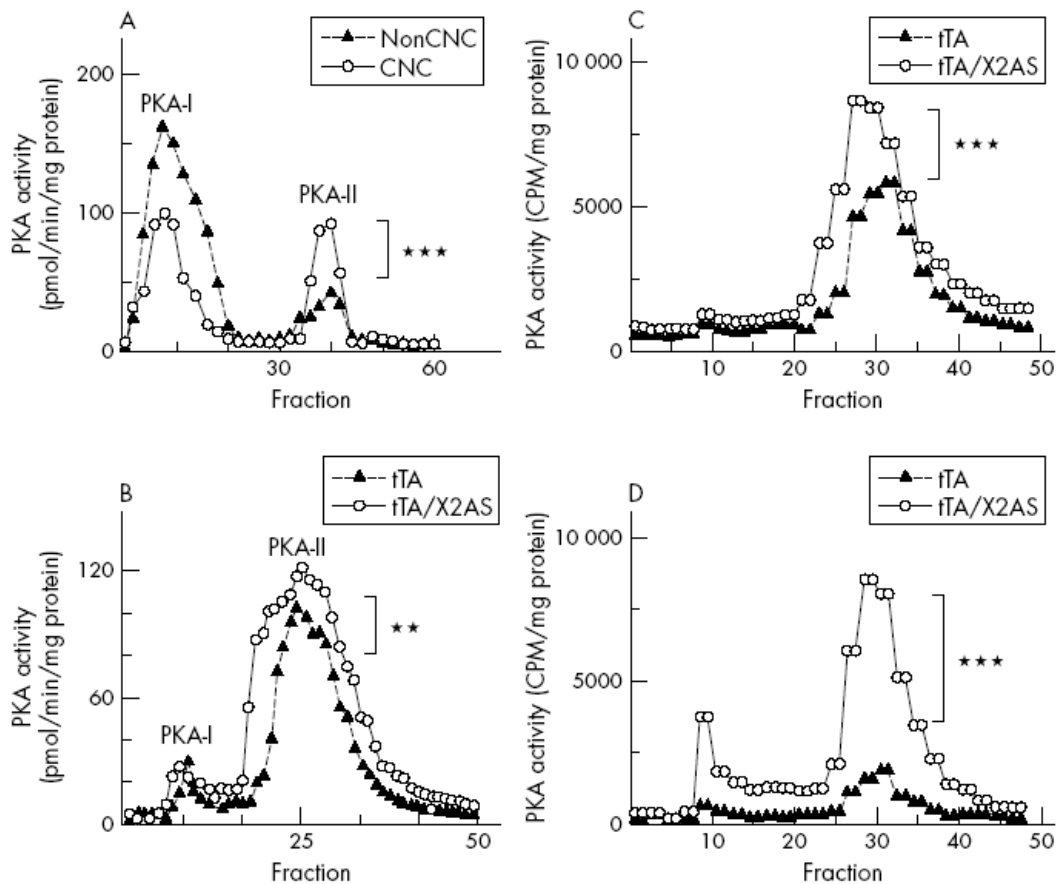 A
NonCNC
CNC
PKA-I
PKA-II
★★★
PKA activity
(pmol/min/mg protein)
200
100
0
30
60
Fraction
C
tTA
tTA/X2AS
★★★
PKA activity (CPM/mg protein)
10 000
5000
0
10
20
30
40
50
Fraction
B
tTA
tTA/X2AS
PKA-II
PKA-I
★★
PKA activity
(pmol/min/mg protein)
120
60
0
25
50
Fraction
D
tTA
tTA/X2AS
★★★
PKA activity (CPM/mg protein)
10 000
5000
0
10
20
30
40
50
Fraction